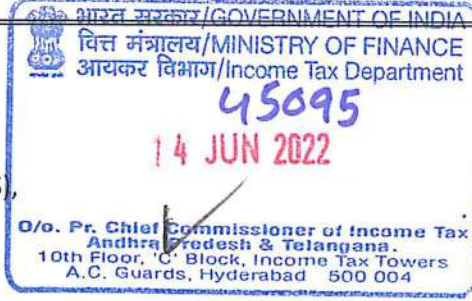 भारत सरकार/GOVERNMENT OF INDIA
वित्त मंत्रालय/MINISTRY OF FINANCE
आयकर विभाग/Income Tax Department
45095
14 JUN 2022
),
O/o. Pr. Chief Commissioner of Income Tax
Andhra Predesh & Telangana.
10th Floor, 'C' Block, Income Tax Towers
A.C. Guards, Hyderabad 500 004